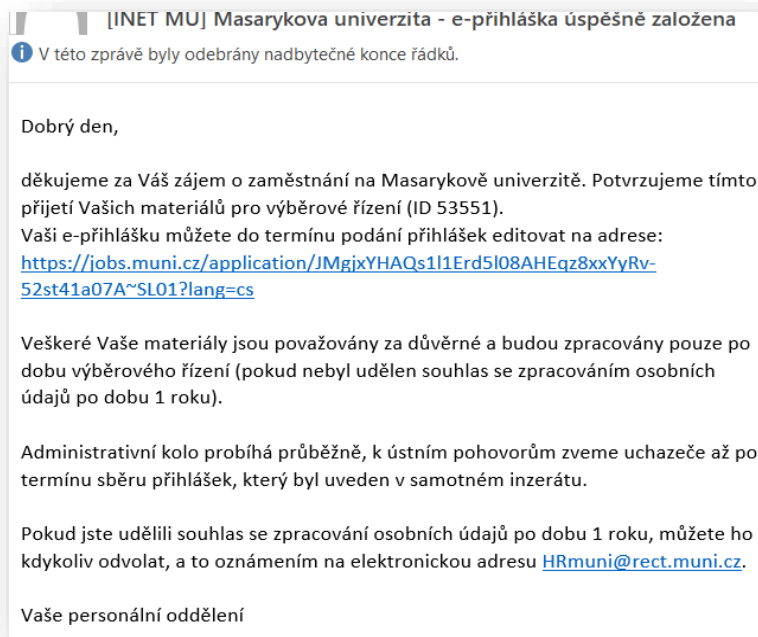 [INET MU] Masarykova univerzita - e-přihláška úspěšně založena
V této zprávě byly odebrány nadbytečné konce řádků.
Dobrý den,
děkujeme za Váš zájem o zaměstnání na Masarykově univerzitě. Potvrzujeme tímto
přijetí Vašich materiálů pro výběrové řízení (ID 53551).
Vaši e-přihlášku můžete do termínu podání přihlášek editovat na adrese:
https://jobs.muni.cz/application/JMgjxYHAQs1l1Erd5l08AHEqz8xxYyRv-
52st41a07A~SL01?lang=cs
Veškeré Vaše materiály jsou považovány za důvěrné a budou zpracovány pouze po
dobu výběrového řízení (pokud nebyl udělen souhlas se zpracováním osobních
údajů po dobu 1 roku).
Administrativní kolo probíhá průběžně, k ústním pohovorům zveme uchazeče až po
termínu sběru přihlášek, který byl uveden v samotném inzerátu.
Pokud jste udělili souhlas se zpracování osobních údajů po dobu 1 roku, můžete ho
kdykoliv odvolat, a to oznámením na elektronickou adresu HRmuni@rect.muni.cz.
Vaše personální oddělení